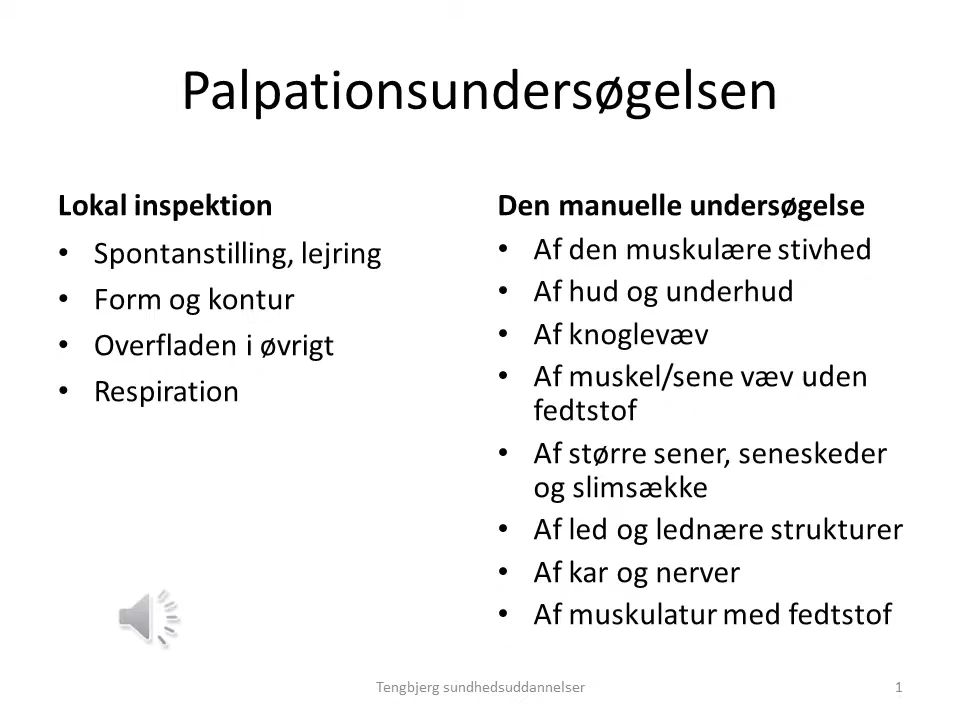 Palpationsundersøgelsen
Lokal inspektion
• Spontanstilling, lejring
• Form og kontur
• Overfladen i øvrigt
• Respiration
Den manuelle undersøgelse
• Af den muskulære stivhed
• Af hud og underhud
• Af knoglevæv
• Af muskel/sene væv uden
fedtstof
• Af større sener, seneskeder
og slimsække
• Af led og lednære strukturer
• Af kar og nerver
• Af muskulatur med fedtstof
Tengbjerg sundhedsuddannelser
1